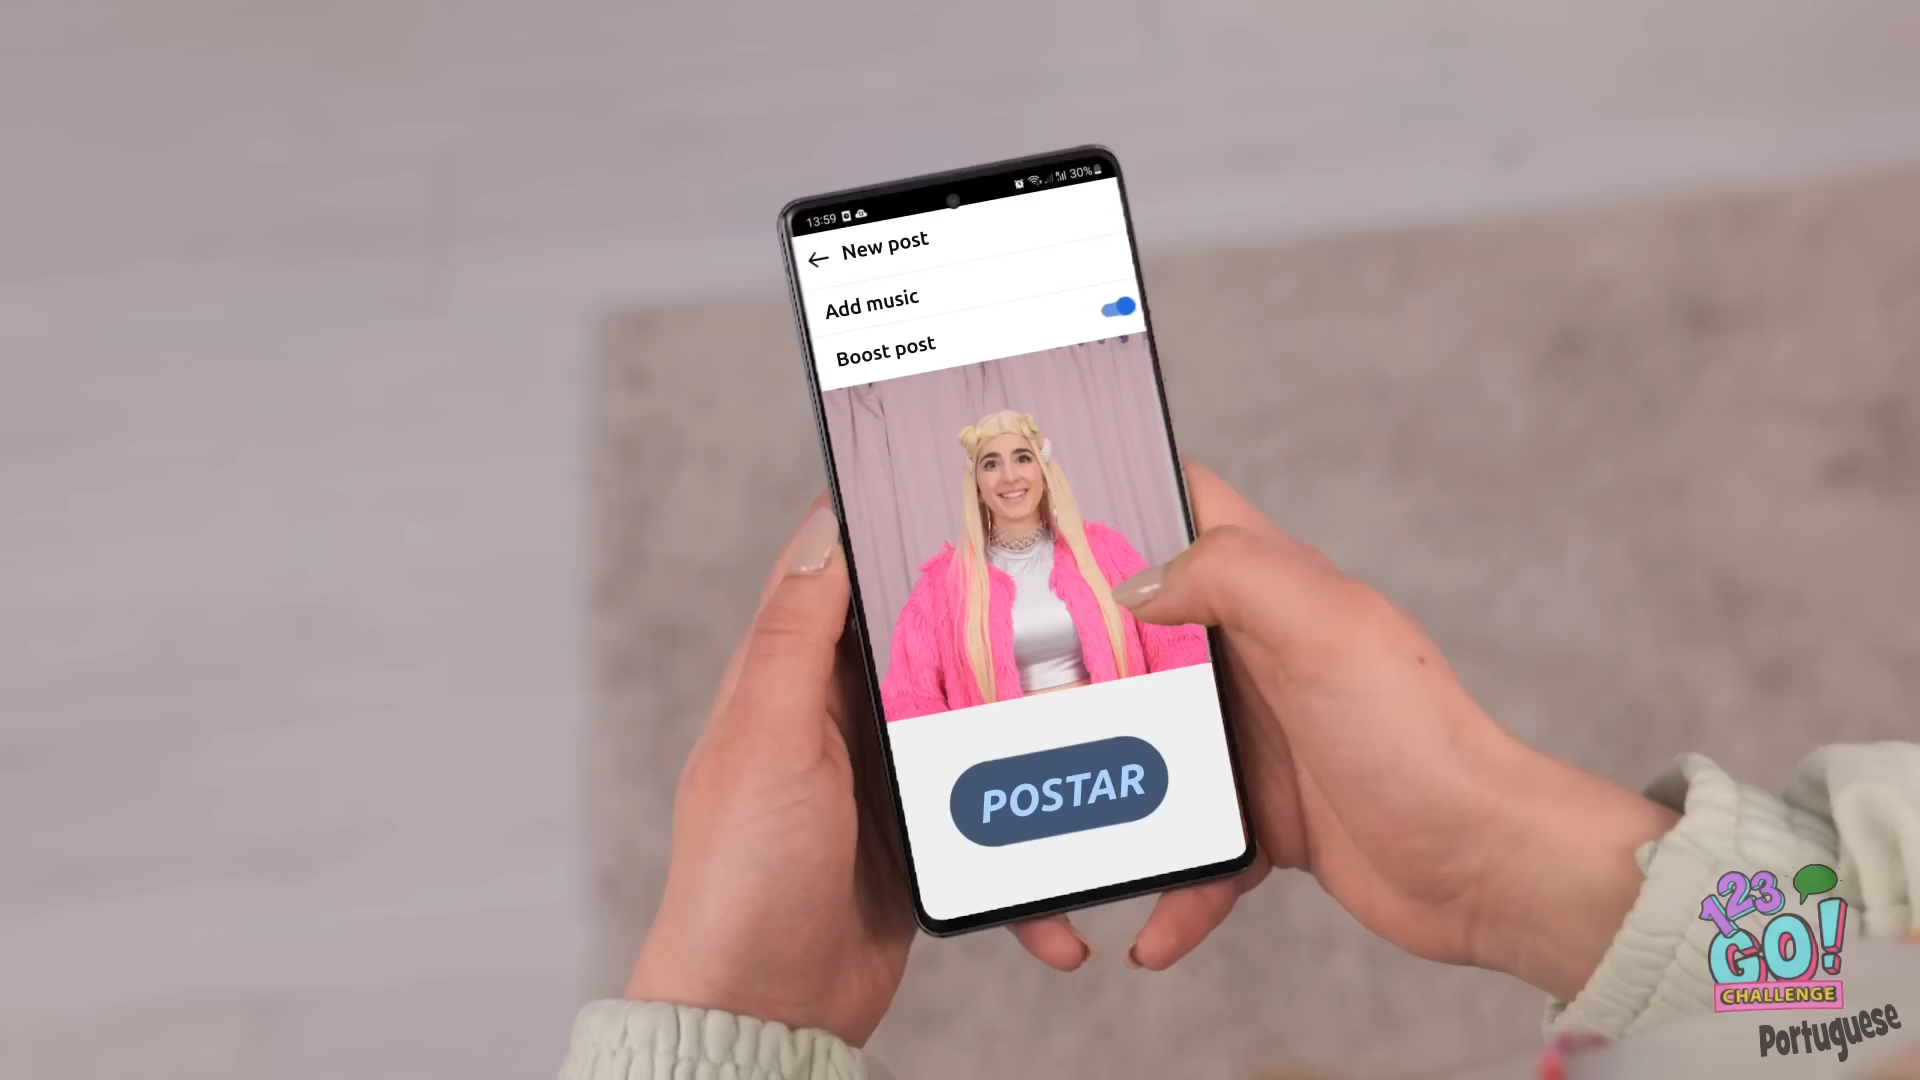 13:59
30%
New post
Add music
Boost post
POSTAR
123
GO!
CHALLENGE
Portuguese